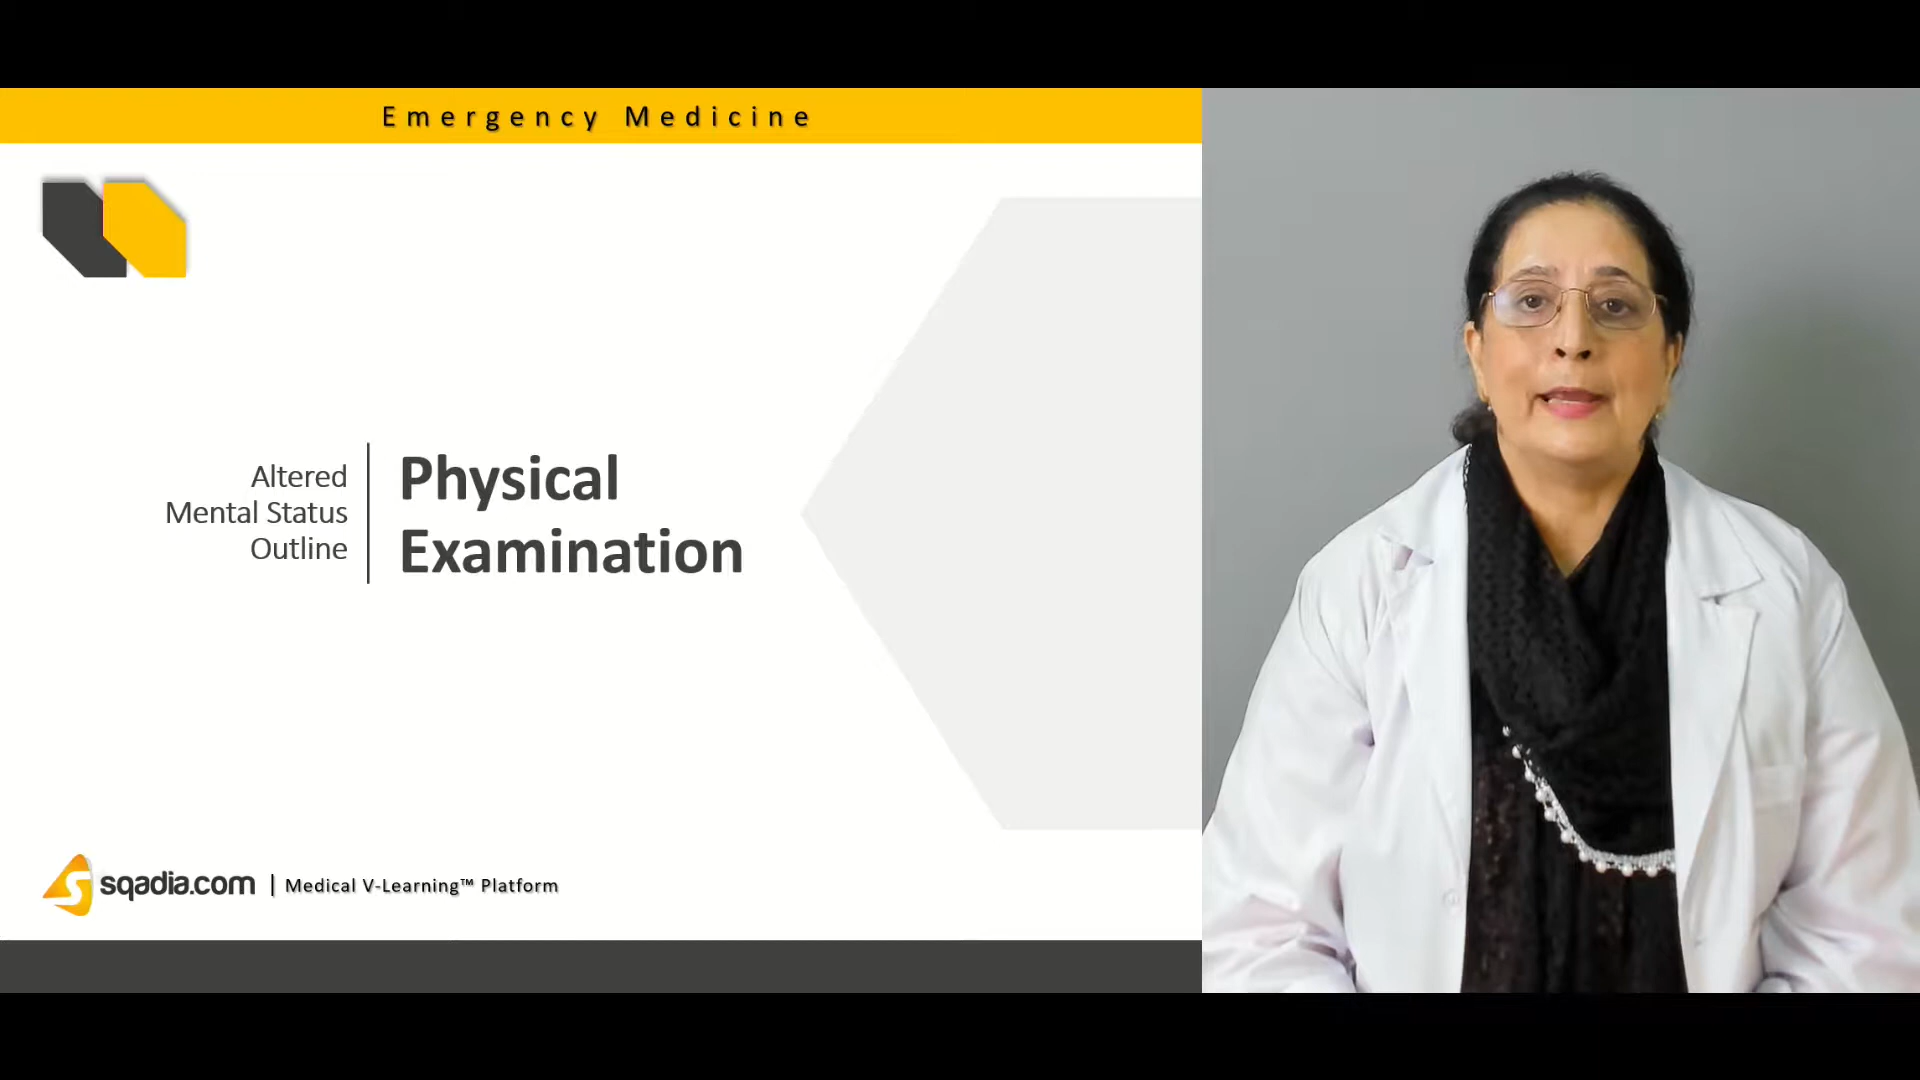 Emergency Medicine
Altered
Mental Status
Outline
Physical
Examination
sqadia.com | Medical V-Learning™ Platform